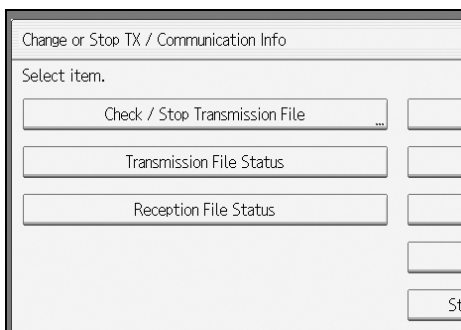 Change or Stop TX / Communication Info
Select item.
Check / Stop Transmission File
...
Transmission File Status
Reception File Status